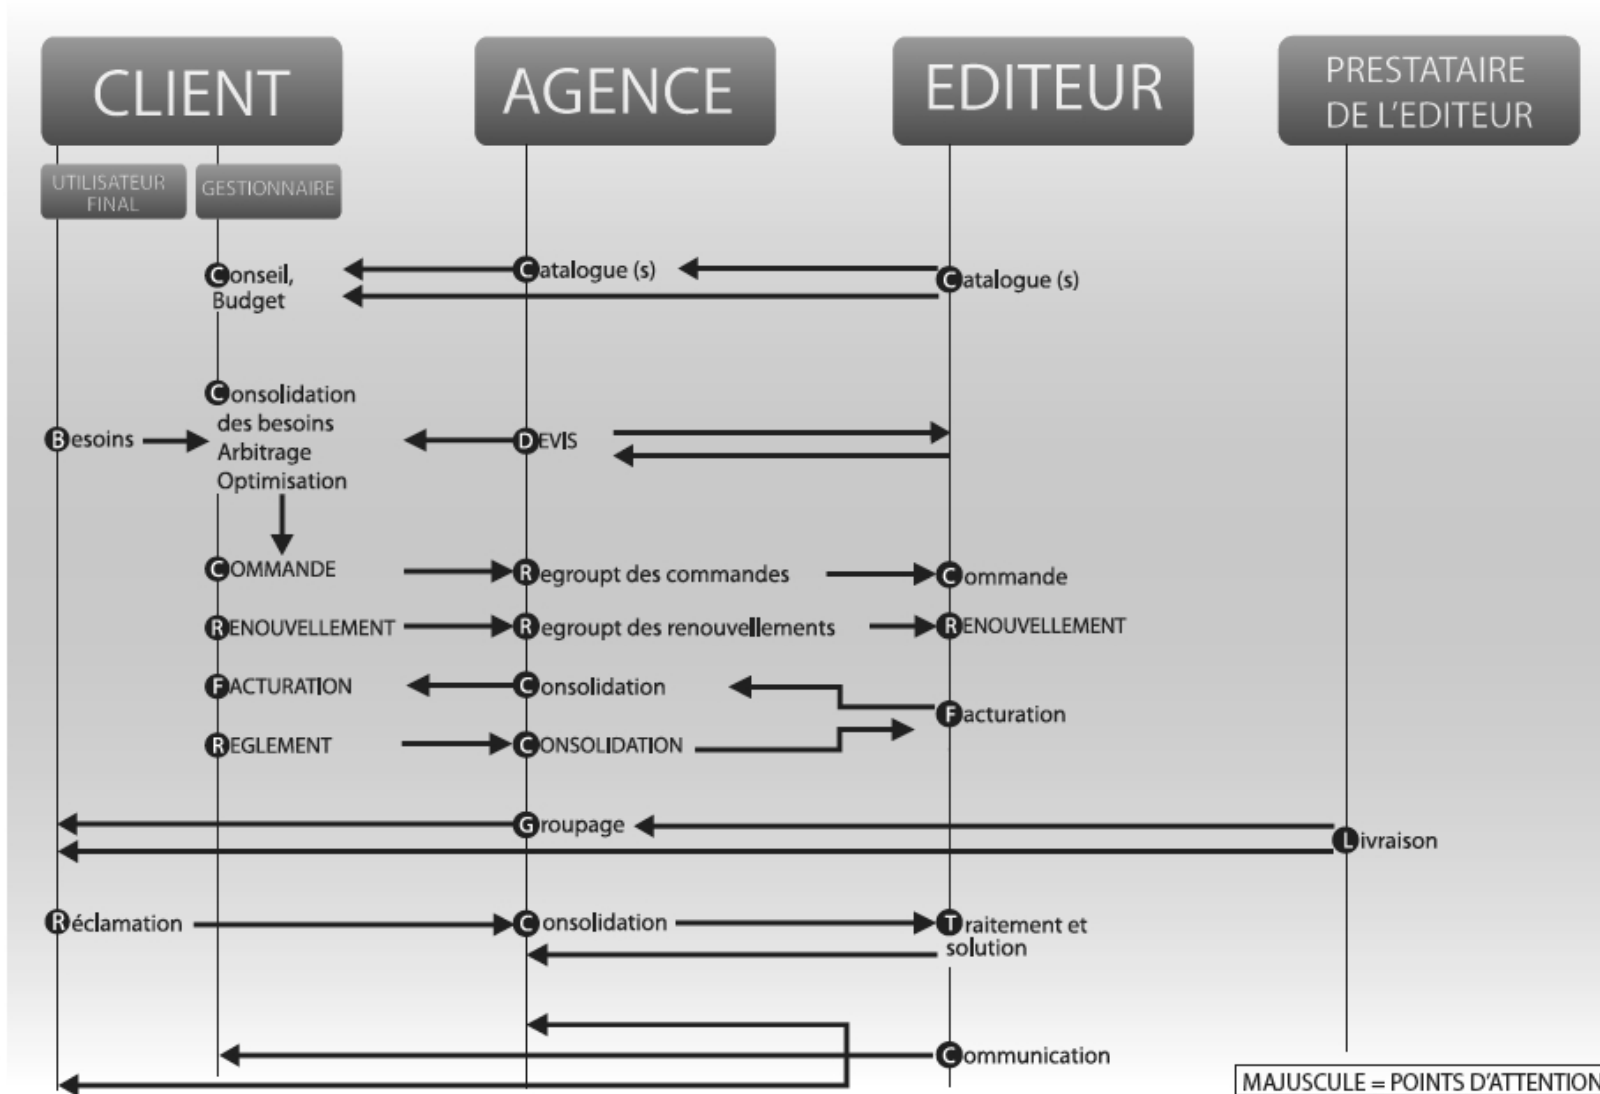 CLIENT
AGENCE
EDITEUR
PRESTATAIRE
DE L'EDITEUR
UTILISATEUR
FINAL
GESTIONNAIRE
Conseil,
Budget
Catalogue (s)
Catalogue (s)
Consolidation
des besoins
Arbitrage
Optimisation
Besoins
DEVIS
COMMANDE
Regroupt des commandes
Commande
RENOUVELLEMENT
Regroupt des renouvellements
RENOUVELLEMENT
FACTURATION
Consolidation
Facturation
REGLEMENT
CONSOLIDATION
Groupage
Livraison
Réclamation
Consolidation
Traitement et
solution
Communication
MAJUSCULE = POINTS D'ATTENTION